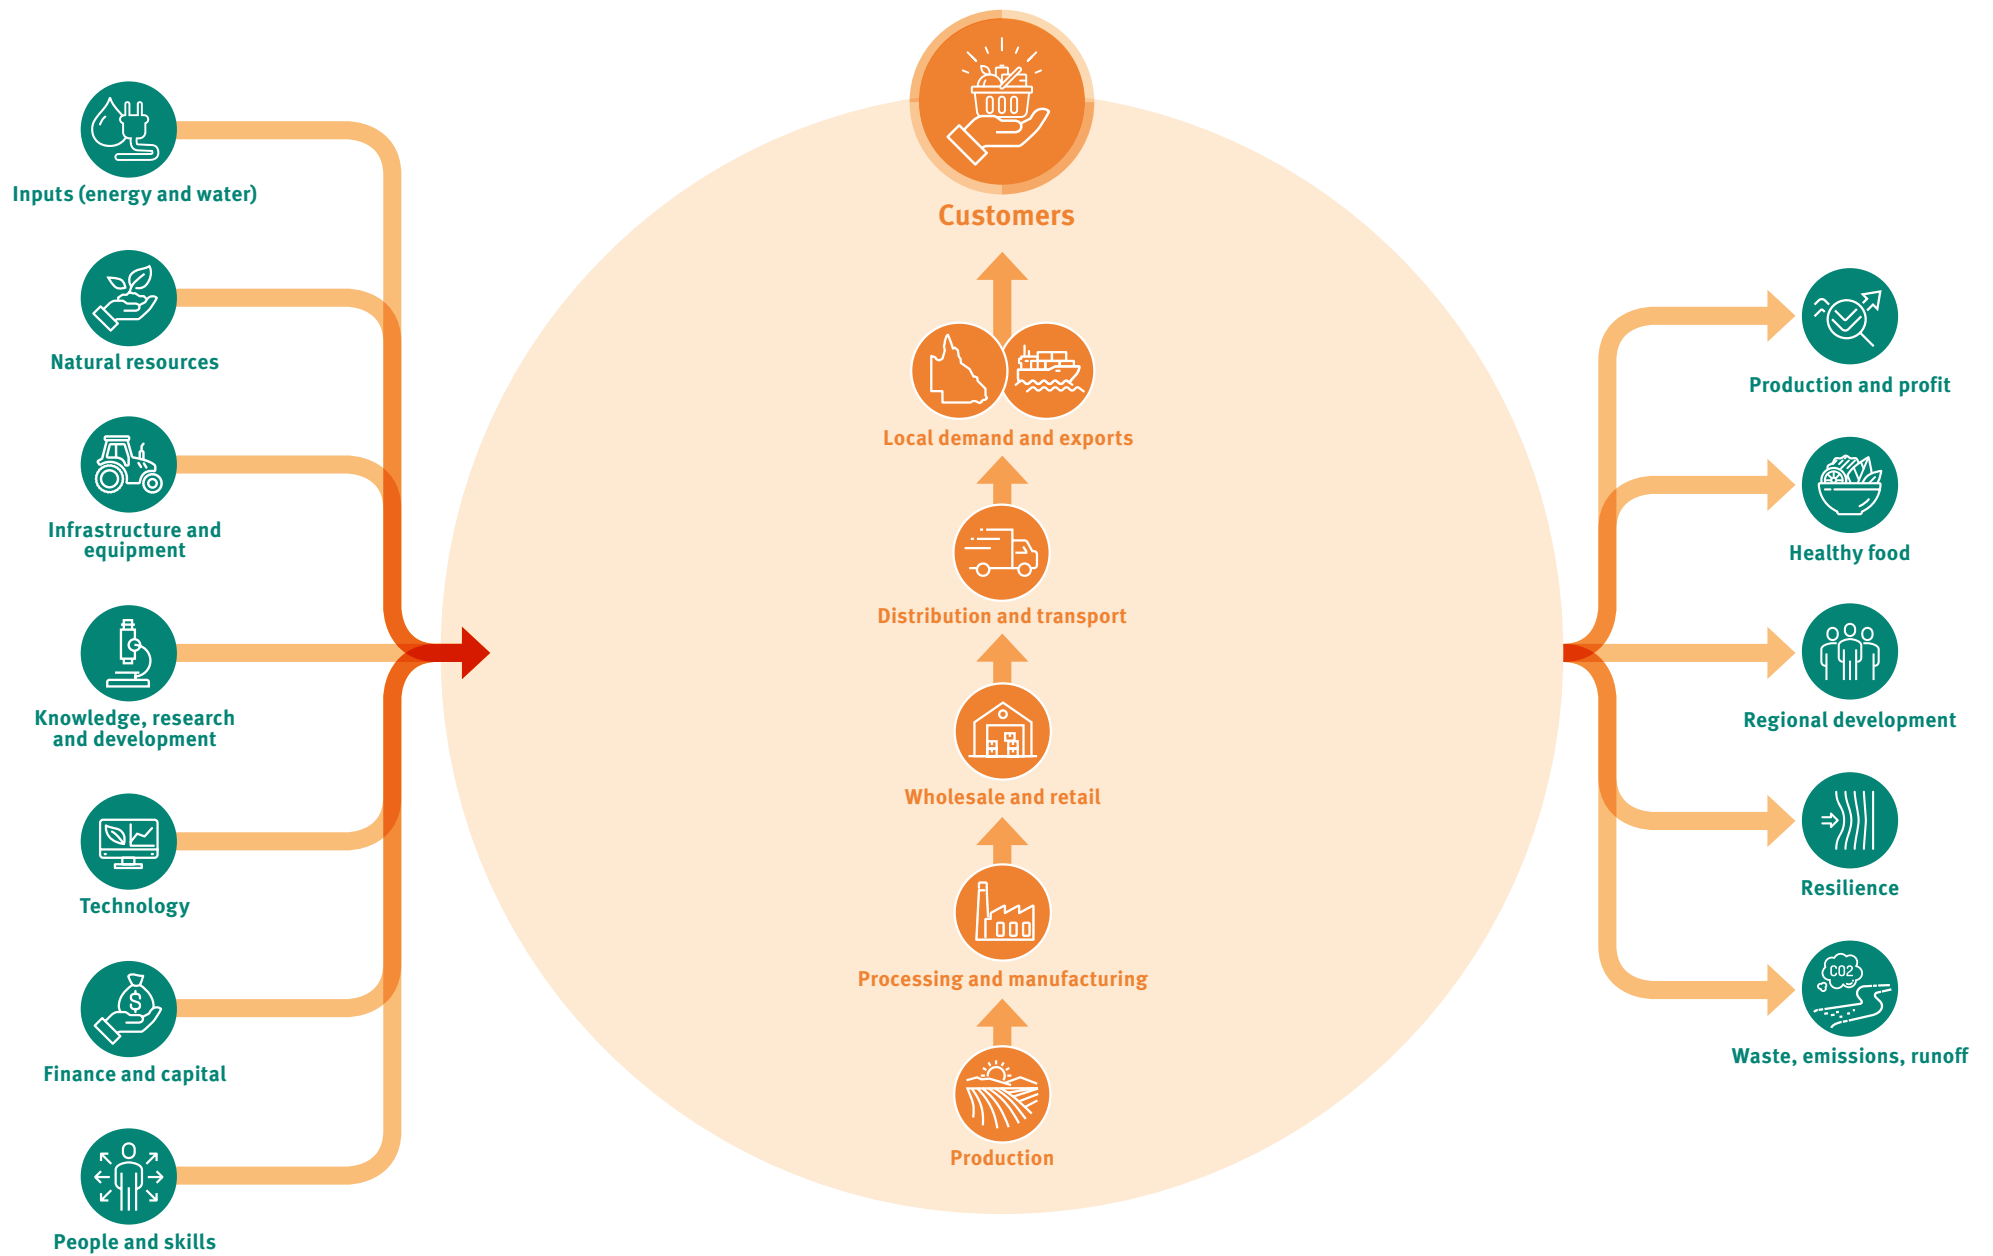 Inputs (energy and water)
Natural resources
Infrastructure and
equipment
Knowledge, research
and development
Technology
$
Finance and capital
People and skills
Customers
Local demand and exports
Distribution and transport
Wholesale and retail
Processing and manufacturing
Production
Production and profit
Healthy food
Regional development
Resilience
CO2
Waste, emissions, runoff